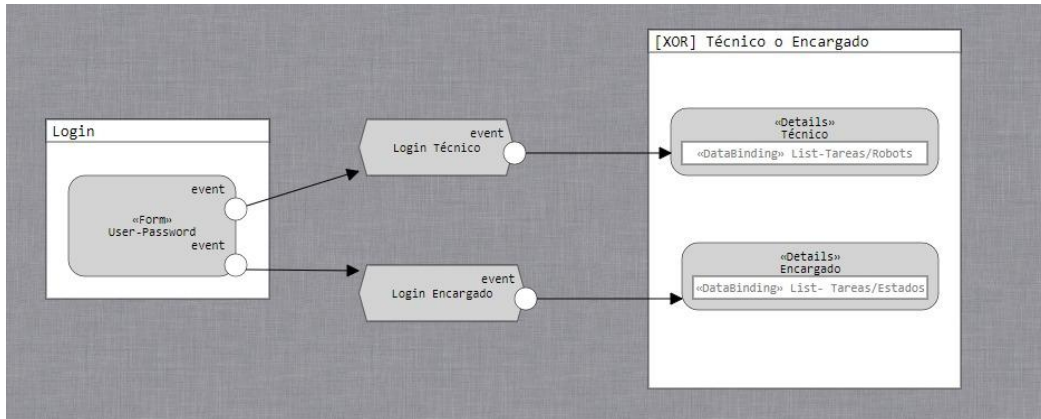 Login
event
«Form»
User-Password
event
event
Login Técnico
event
Login Encargado
[XOR] Técnico o Encargado
«Details»
Técnico
«DataBinding» List-Tareas/Robots
«Details»
Encargado
«DataBinding» List- Tareas/Estados